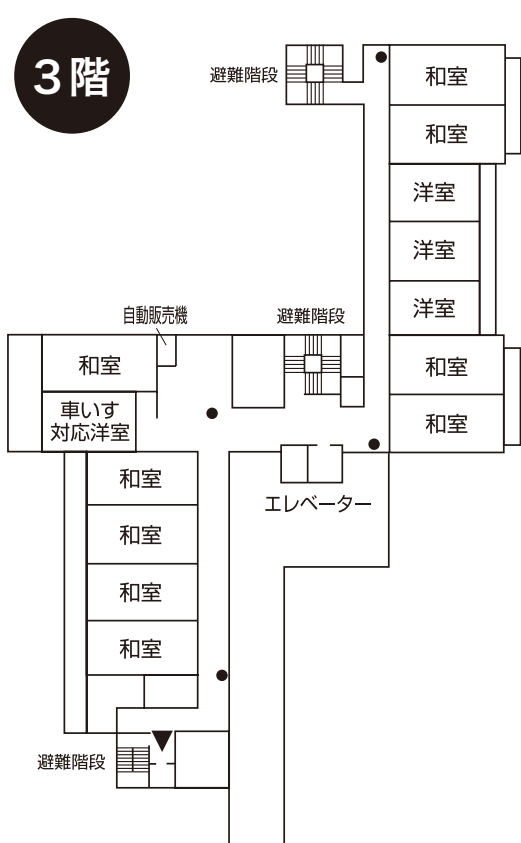 3階
避難階段
和室
和室
洋室
洋室
洋室
自動販売機
避難階段
和室
和室
和室
車いす
対応洋室
エレベーター
和室
和室
和室
和室
避難階段